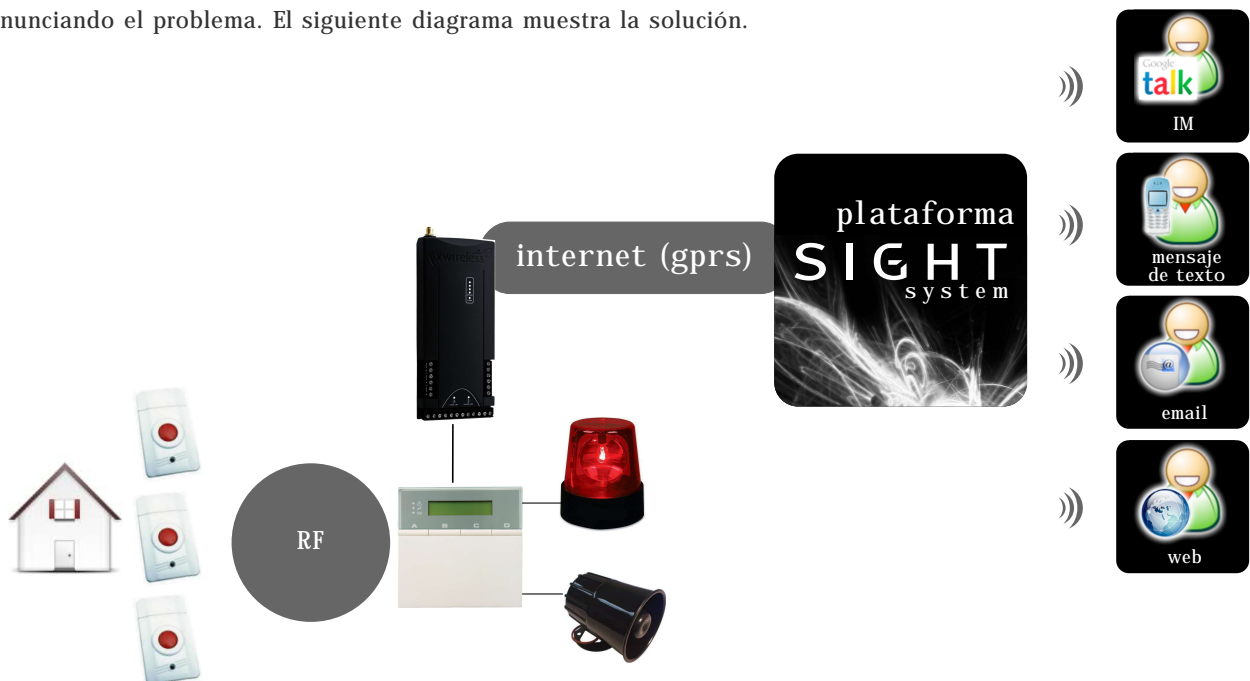 nunciando el problema. El siguiente diagrama muestra la solución.
Google
talk
IM
plataforma
SIGHT
system
internet (gprs)
mensaje
de texto
@
email
A B C D
RF
web